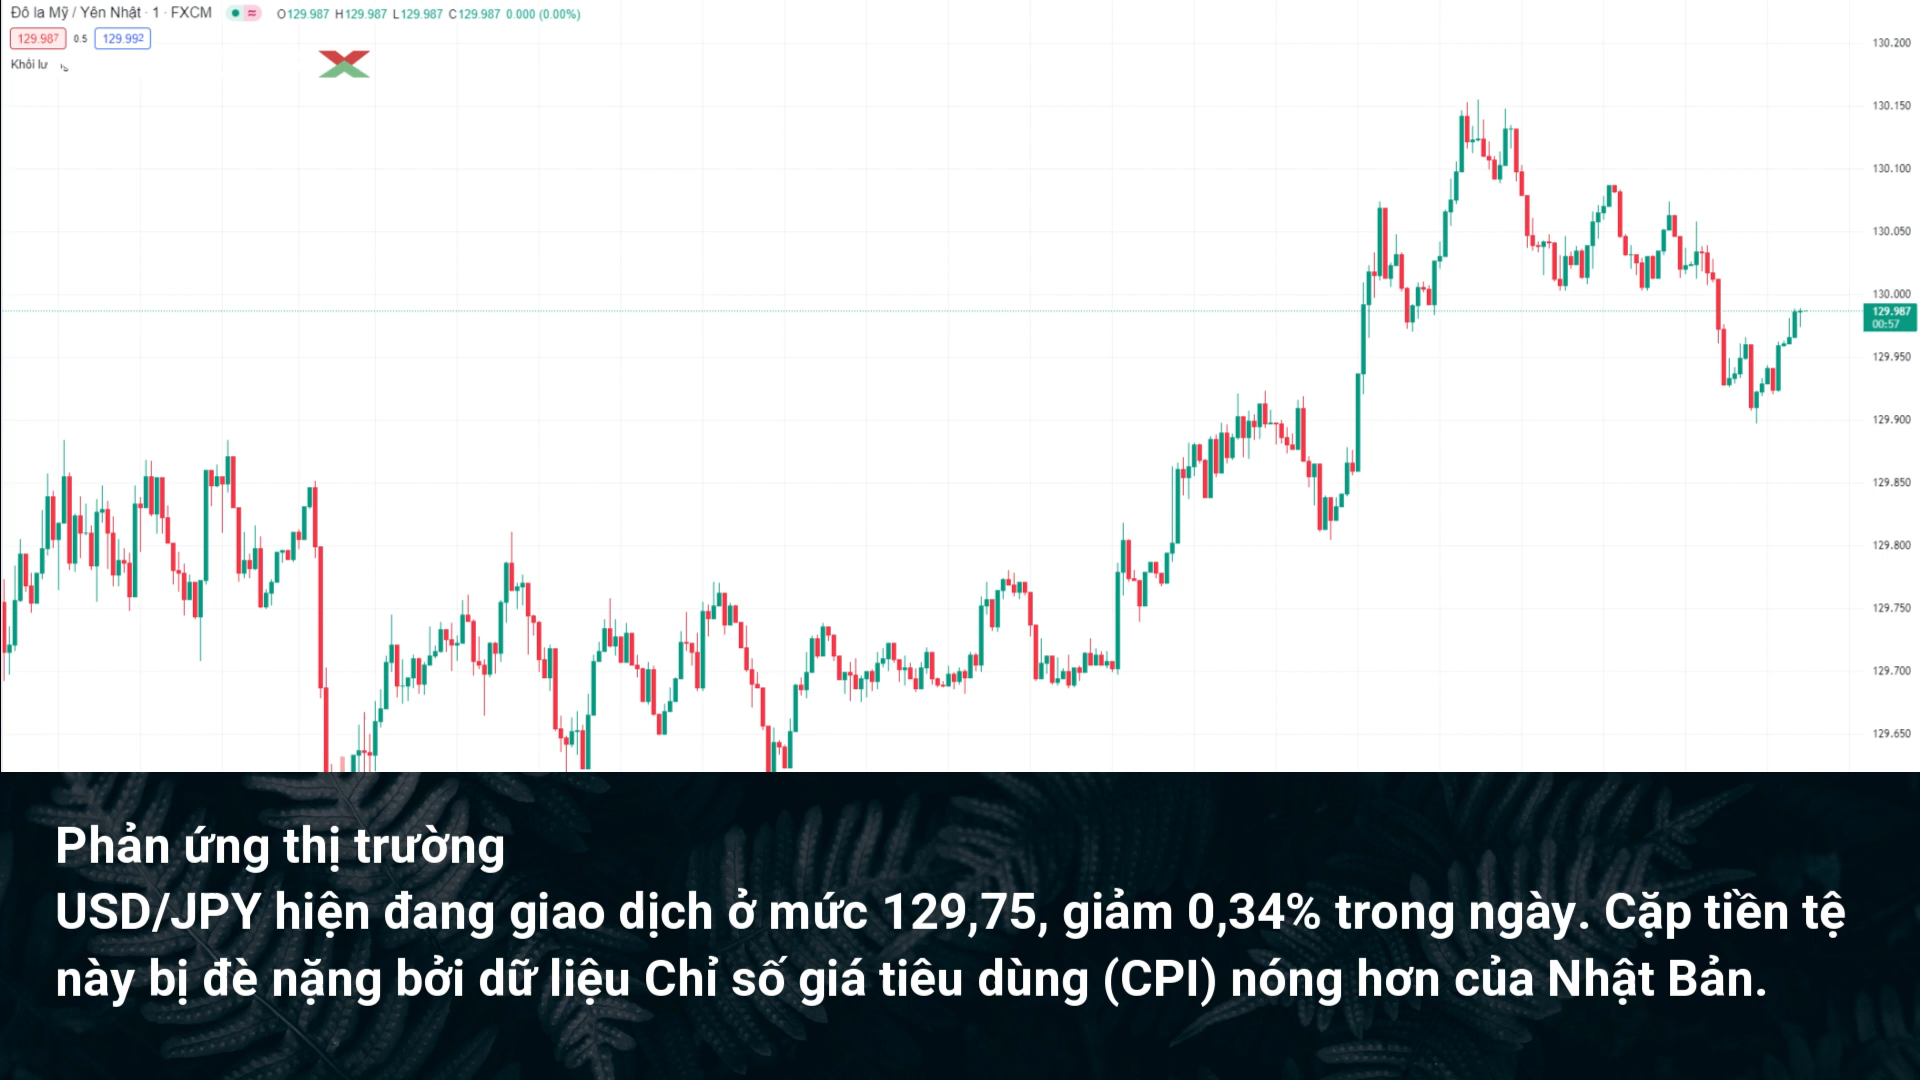 Đô la Mỹ / Yên Nhật · 1 · FXCM
O129.987 H129.987 L129.987 C129.987 0.000 (0.00%)
129.987 0.5 129.992
Khối lư
130.200
130.150
130.100
130.050
130.000
129.987
00:57
129.950
129.900
129.850
129.800
129.750
129.700
129.650
Phản ứng thị trường
USD/JPY hiện đang giao dịch ở mức 129,75, giảm 0,34% trong ngày. Cặp tiền tệ
này bị đè nặng bởi dữ liệu Chỉ số giá tiêu dùng (CPI) nóng hơn của Nhật Bản.